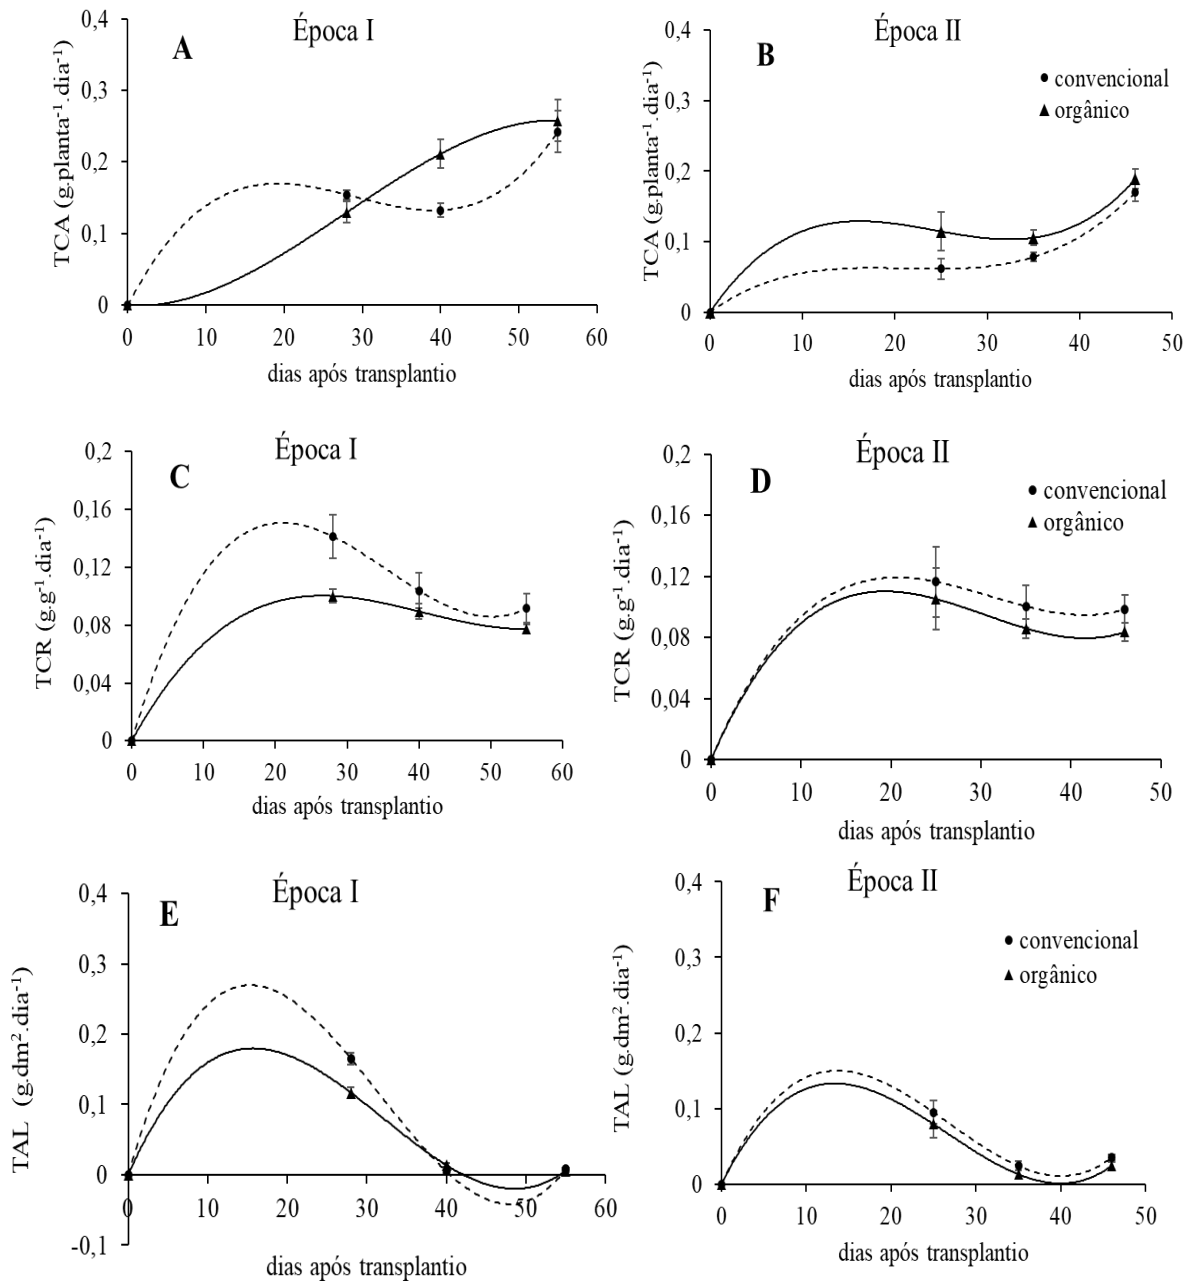 Época I
A
0,4
0,3
0,2
0,1
0
TCA (g.planta⁻¹.dia⁻¹)
0 10 20 30 40 50 60
dias após transplantio
Época II
B
0,4
0,3
0,2
0,1
0
TCA (g.planta⁻¹.dia⁻¹)
convencional
orgânico
0 10 20 30 40 50
dias após transplantio
Época I
C
0,2
0,16
0,12
0,08
0,04
0
TCR (g.g⁻¹.dia⁻¹)
0 10 20 30 40 50 60
dias após transplantio
Época II
D
0,2
0,16
0,12
0,08
0,04
0
TCR (g.g⁻¹.dia⁻¹)
convencional
orgânico
0 10 20 30 40 50
dias após transplantio
Época I
E
0,4
0,3
0,2
0,1
0
-0,1
TAL (g.dm².dia⁻¹)
0 10 20 30 40 50 60
dias após transplantio
Época II
F
0,4
0,3
0,2
0,1
0
TAL (g.dm².dia⁻¹)
convencional
orgânico
0 10 20 30 40 50 60
dias após transplantio